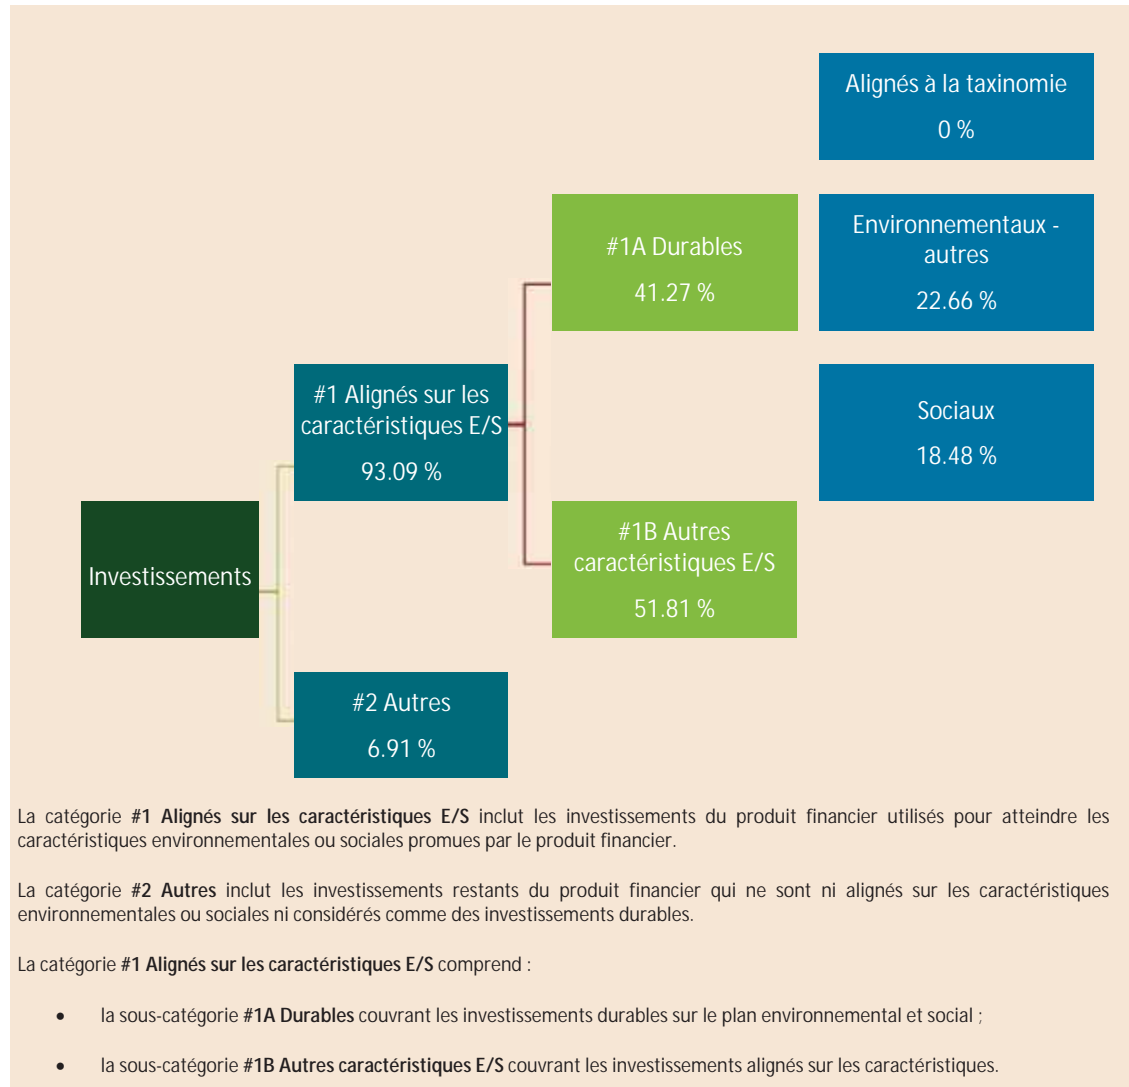 Alignés à la taxinomie
0 %
#1A Durables
41.27 %
Environnementaux -
autres
22.66 %
#1 Alignés sur les
caractéristiques E/S
93.09 %
Sociaux
18.48 %
Investissements
#1B Autres
caractéristiques E/S
51.81 %
#2 Autres
6.91 %
La catégorie #1 Alignés sur les caractéristiques E/S inclut les investissements du produit financier utilisés pour atteindre les
caractéristiques environnementales ou sociales promues par le produit financier.
La catégorie #2 Autres inclut les investissements restants du produit financier qui ne sont ni alignés sur les caractéristiques
environnementales ou sociales ni considérés comme des investissements durables.
La catégorie #1 Alignés sur les caractéristiques E/S comprend :
• la sous-catégorie #1A Durables couvrant les investissements durables sur le plan environnemental et social ;
• la sous-catégorie #1B Autres caractéristiques E/S couvrant les investissements alignés sur les caractéristiques.